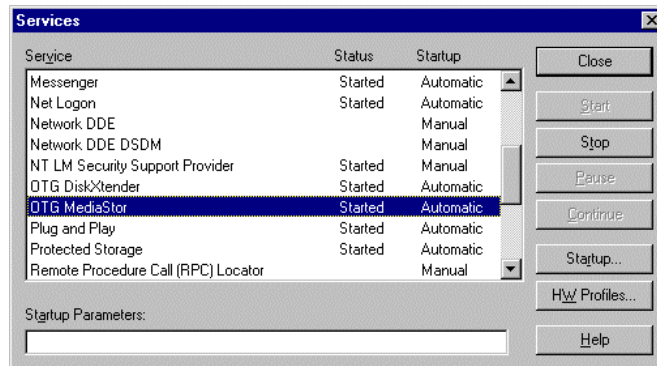 Services
Service Status Startup
Messenger Started Automatic
Net Logon Started Automatic
Network DDE Manual
Network DDE DSDM Manual
NT LM Security Support Provider Started Manual
OTG DiskXtender Started Automatic
OTG MediaStor Started Automatic
Plug and Play Started Automatic
Protected Storage Started Automatic
Remote Procedure Call (RPC) Locator Manual
Startup Parameters:
Close
Start
Stop
Pause
Continue
Startup...
HW Profiles...
Help